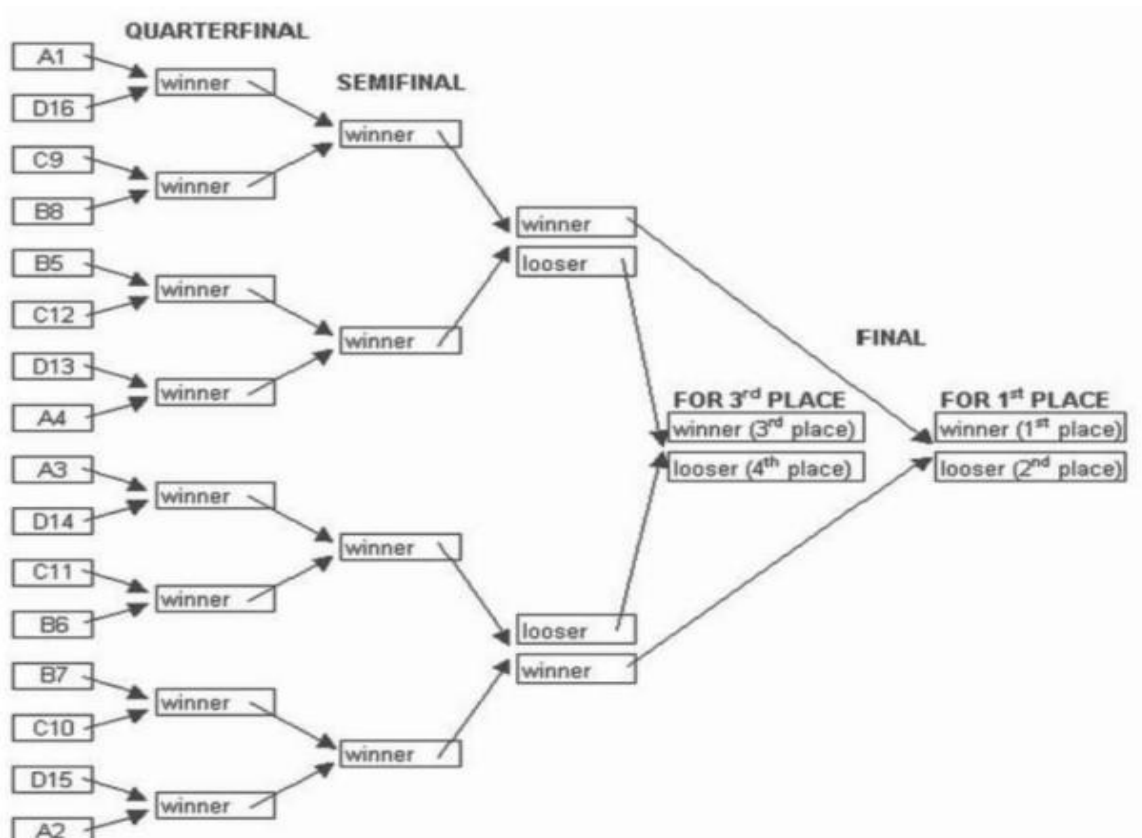 QUARTERFINAL
A1
winner
SEMIFINAL
D16
winner
C9
winner
B8
winner
B5
looser
winner
C12
winner
FINAL
D13
winner
FOR 3rd PLACE
FOR 1st PLACE
A4
winner (3rd place)
winner (1st place)
A3
looser (4th place)
looser (2nd place)
winner
D14
winner
C11
winner
B6
looser
B7
winner
winner
C10
winner
D15
winner
A2